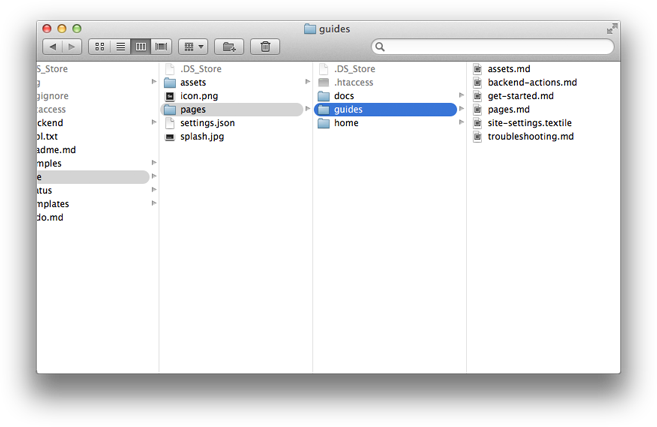 guides
S_Store
g
gignore
access
ckend
ol.txt
adme.md
mples
e
atus
mplates
do.md
.DS_Store
assets
icon.png
pages
settings.json
splash.jpg
.DS_Store
.htaccess
docs
guides
home
assets.md
backend-actions.md
get-started.md
pages.md
site-settings.textile
troubleshooting.md